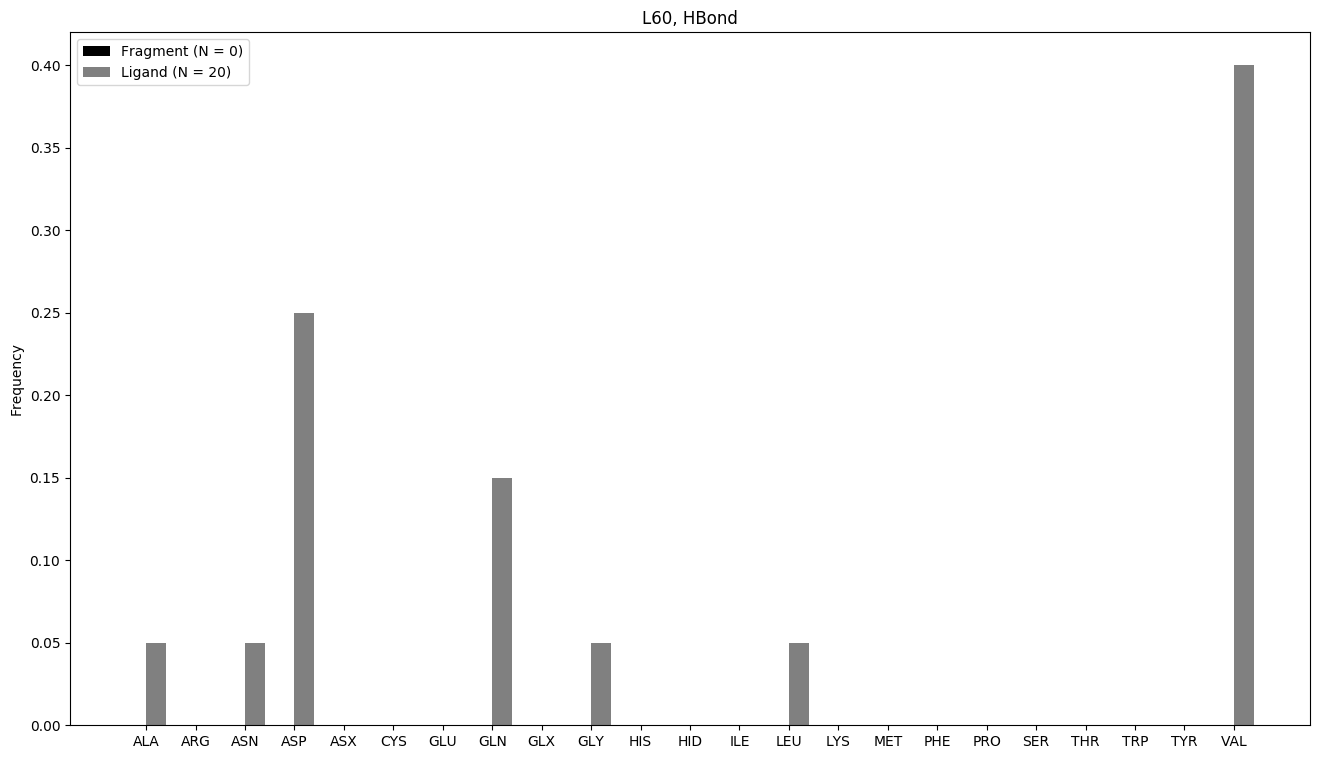 L60, HBond
Fragment (N = 0)
Ligand (N = 20)
Frequency
0.40
0.35
0.30
0.25
0.20
0.15
0.10
0.05
0.00
ALA ARG ASN ASP ASX CYS GLU GLN GLX GLY HIS HID ILE LEU LYS MET PHE PRO SER THR TRP TYR VAL